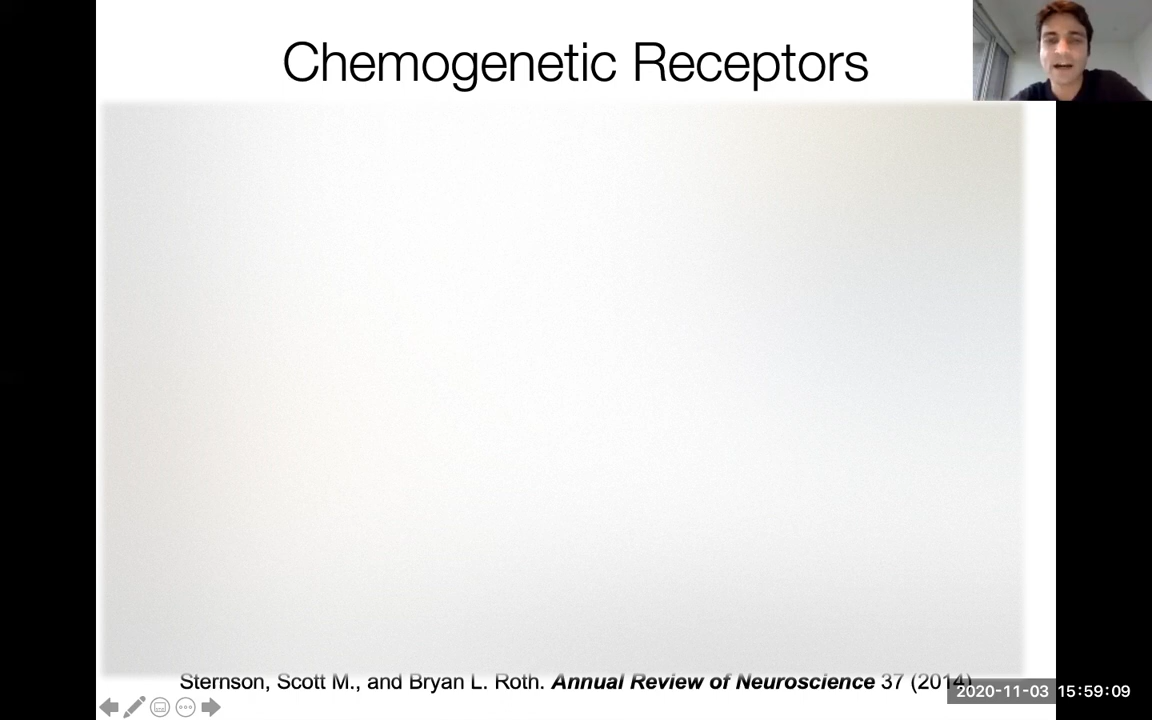 Chemogenetic Receptors
Sternson, Scott M., and Bryan L. Roth. Annual Review of Neuroscience 37 (2014)
2020-11-03 15:59:09